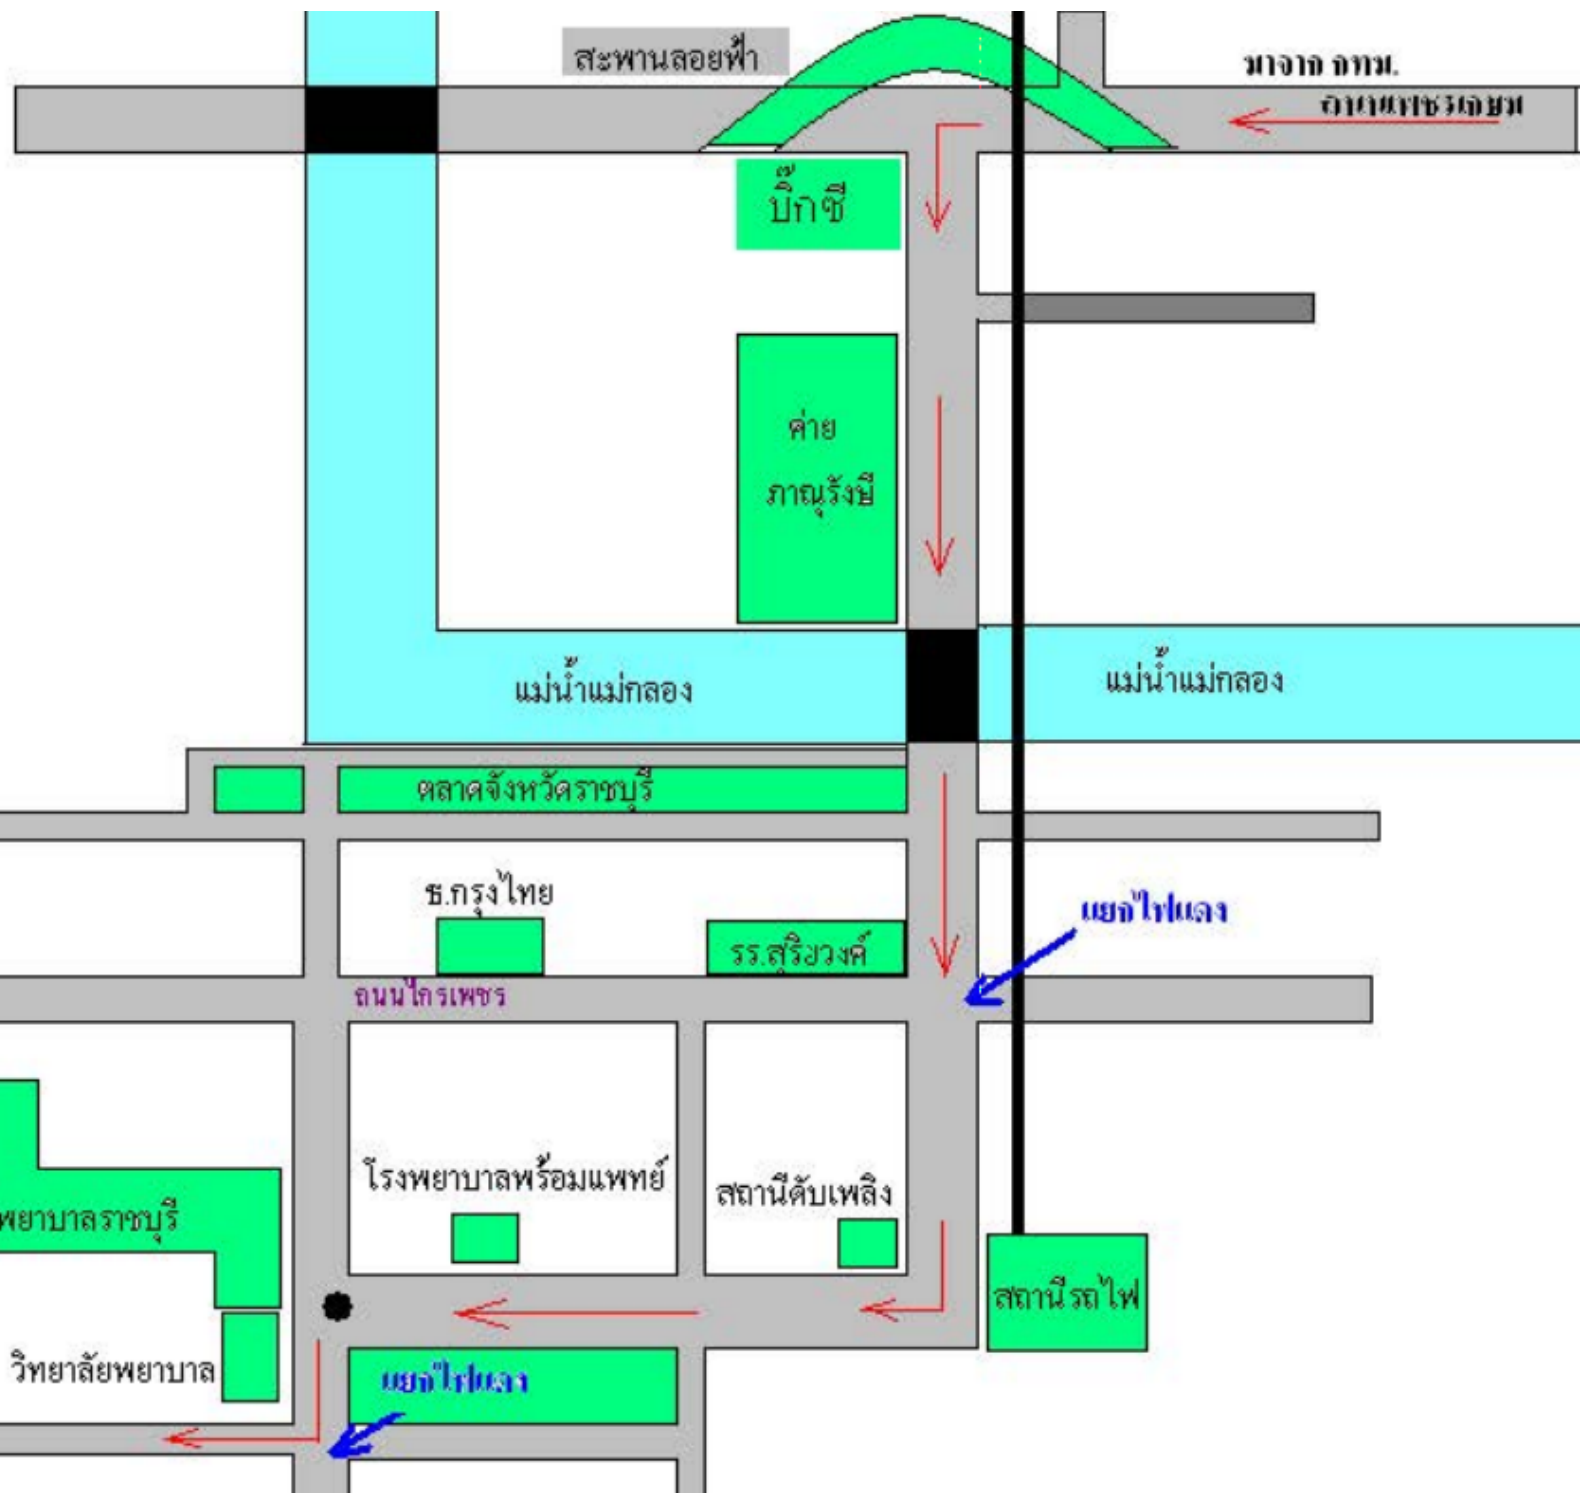 สะพานลอยฟ้า
มาจาก กทม.
ถนนเพชรเกษม
บิ๊กซี
ค่าย
ภาณุรังษี
แม่น้ำแม่กลอง
แม่น้ำแม่กลอง
ตลาดจังหวัดราชบุรี
ธ.กรุงไทย
รร.สุริยวงค์
แยกไฟแดง
ถนนไกรเพชร
โรงพยาบาลพร้อมแพทย์
สถานีดับเพลิง
พยาบาลราชบุรี
สถานีรถไฟ
วิทยาลัยพยาบาล
แยกไฟแดง